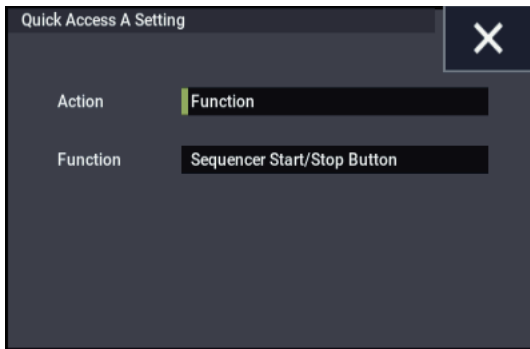 Quick Access A Setting
Action Function
Function Sequencer Start/Stop Button